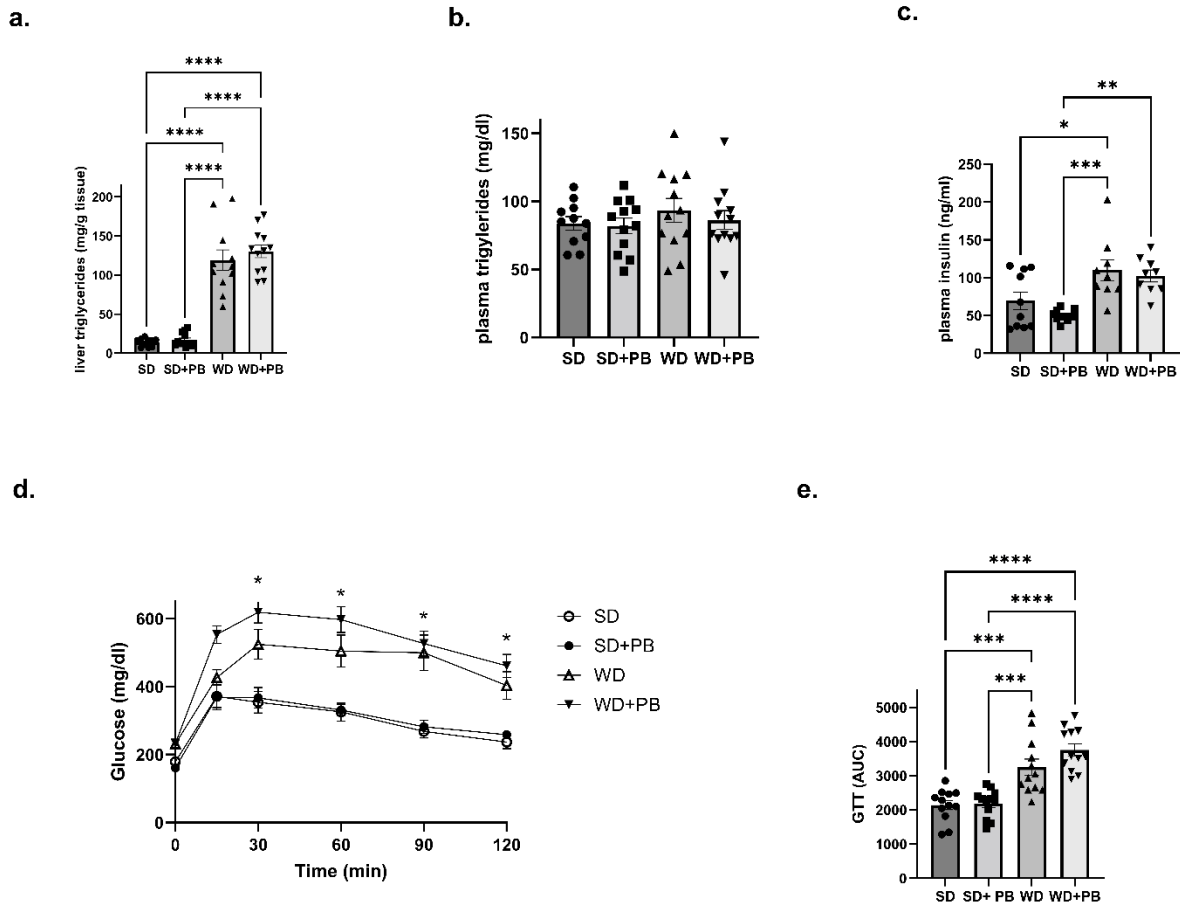 a.
****
****
****
****
liver triglycerides (mg/g tissue)
200
150
100
50
0
SD
SD+PB
WD
WD+PB
b.
plasma trigylerides (mg/dl)
150
100
50
0
SD
SD+PB
WD
WD+PB
c.
**
*
***
plasma insulin (ng/ml)
250
200
150
100
50
0
SD
SD+PB
WD
WD+PB
d.
Glucose (mg/dl)
600
400
200
0
* * * *
0 30 60 90 120
Time (min)
SD
SD+PB
WD
WD+PB
e.
****
****
***
***
GTT (AUC)
5000
4000
3000
2000
1000
0
SD
SD+ PB
WD
WD+PB